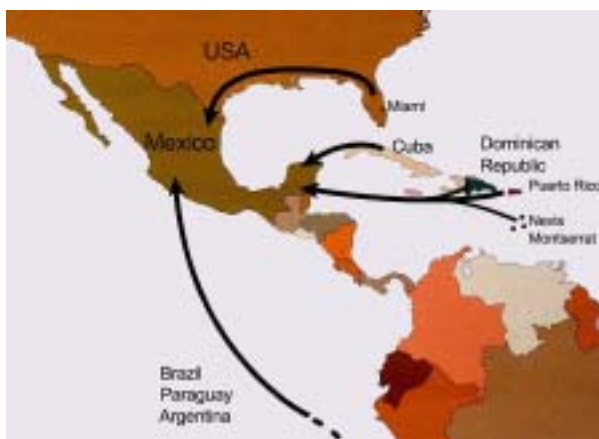 USA
Miami
Mexico
Cuba
Dominican
Republic
Puerto Rico
Nevis
Montserrat
Brazil
Paraguay
Argentina